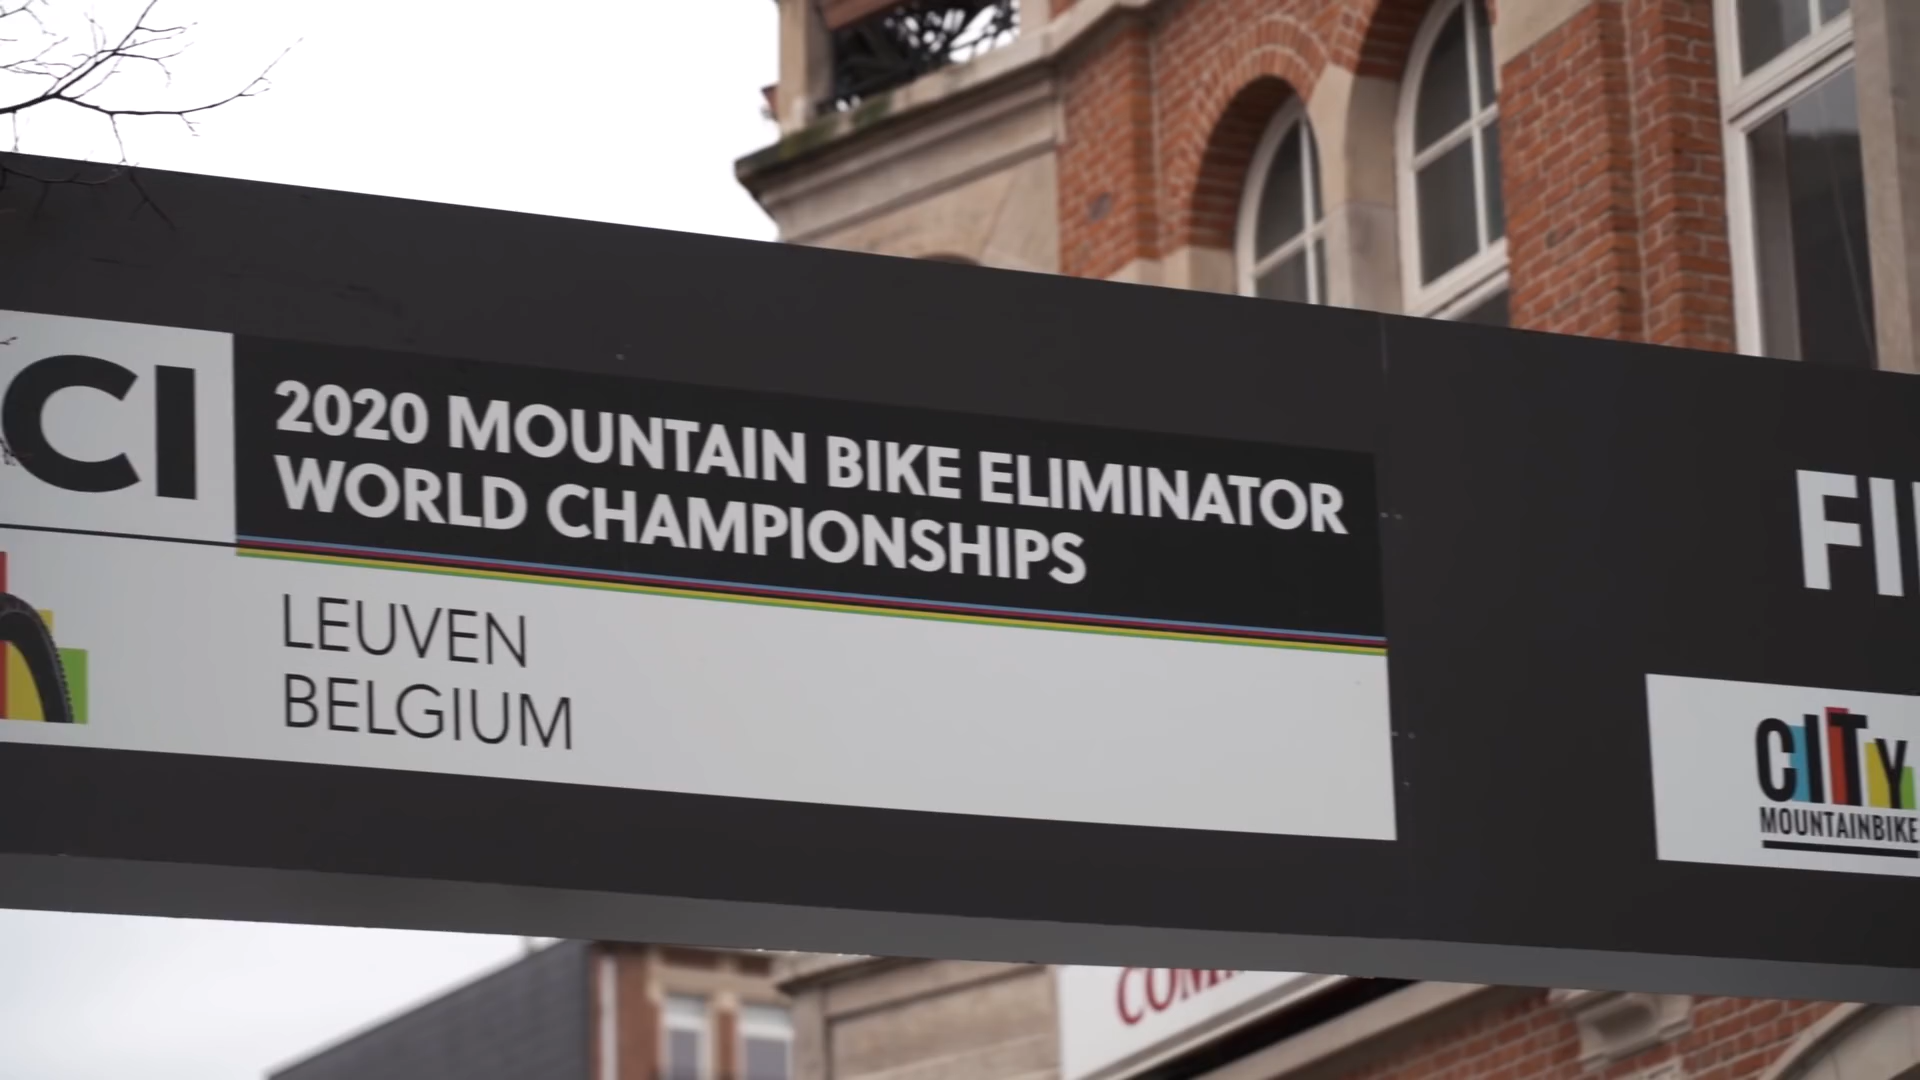 CI
2020 MOUNTAIN BIKE ELIMINATOR
WORLD CHAMPIONSHIPS
LEUVEN
BELGIUM
FI
CITY
MOUNTAINBIKE